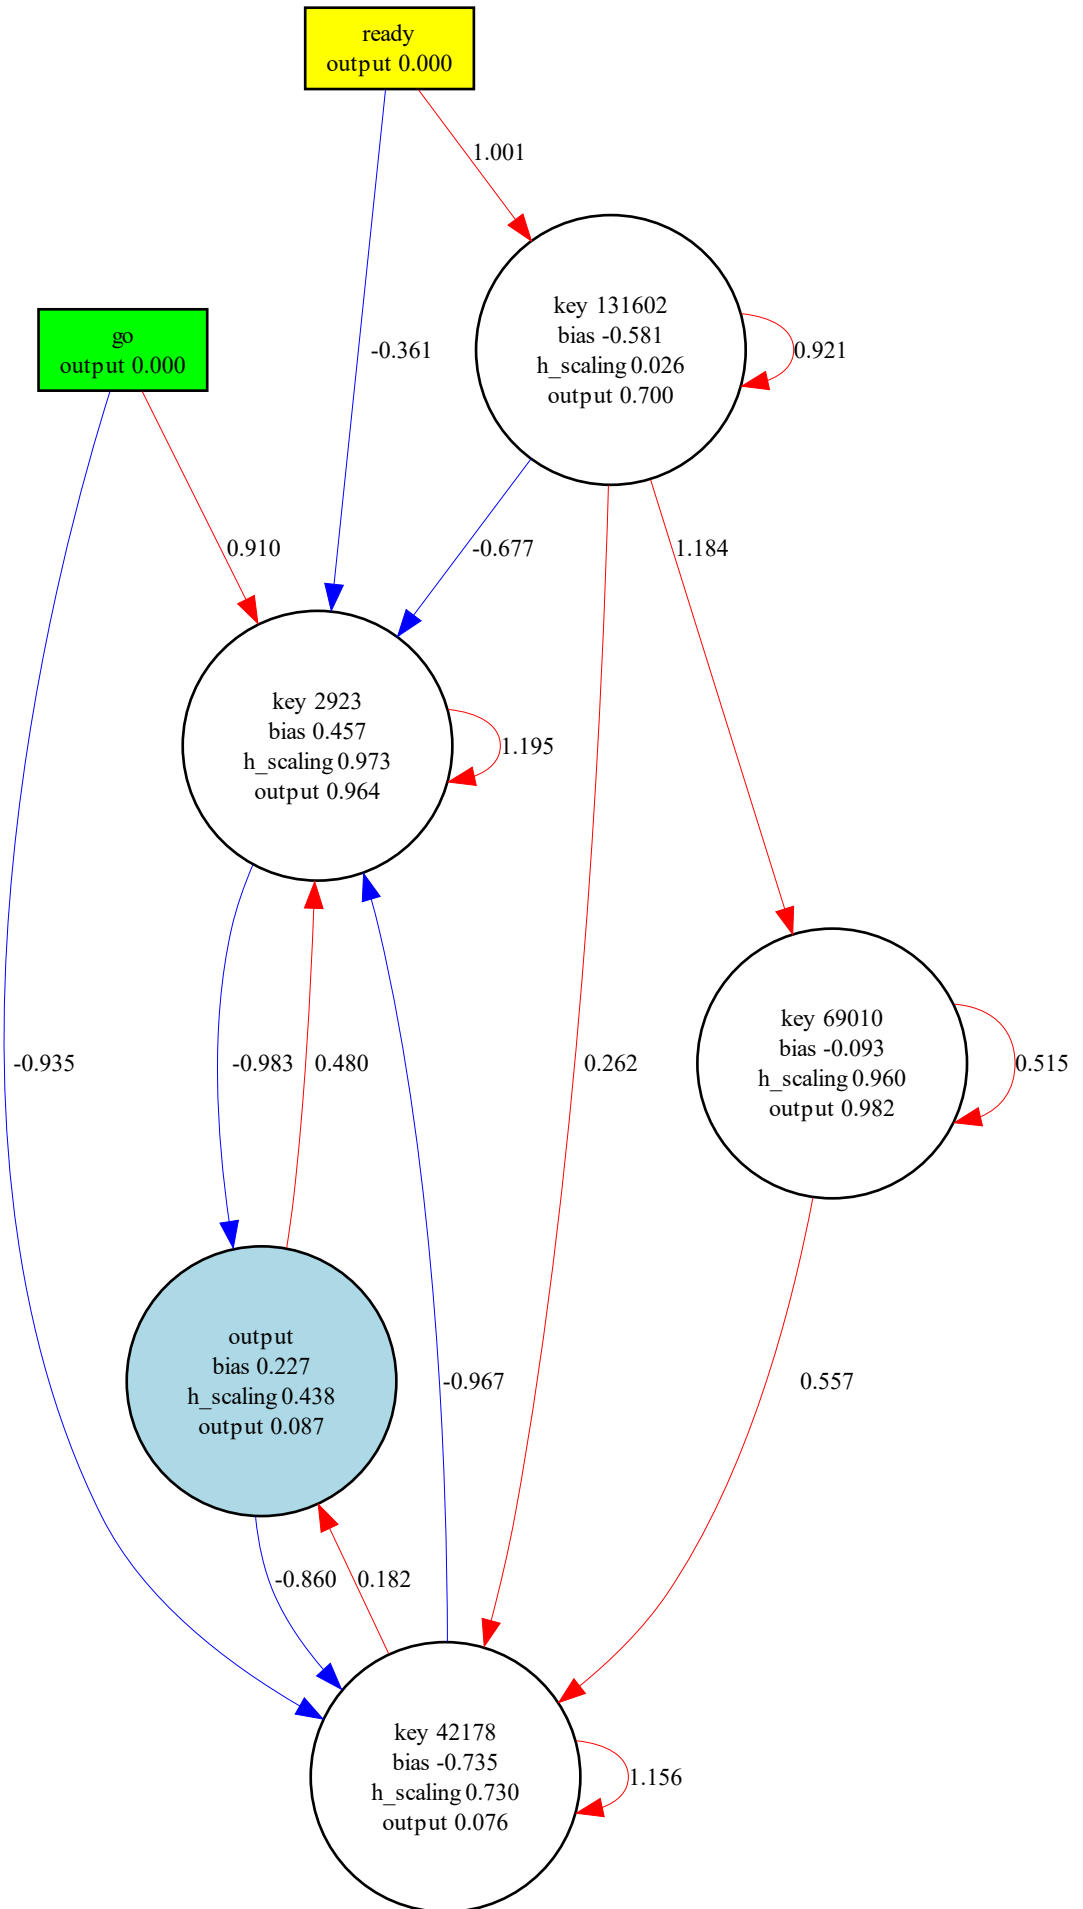 ready
output 0.000
1.001
key 131602
bias -0.581
h_scaling 0.026
output 0.700
0.921
go
output 0.000
-0.361
0.910
-0.677
1.184
key 2923
bias 0.457
h_scaling 0.973
output 0.964
1.195
key 69010
bias -0.093
h_scaling 0.960
output 0.982
0.515
-0.935
-0.983
0.480
0.262
output
bias 0.227
h_scaling 0.438
output 0.087
-0.967
0.557
-0.860
0.182
key 42178
bias -0.735
h_scaling 0.730
output 0.076
1.156